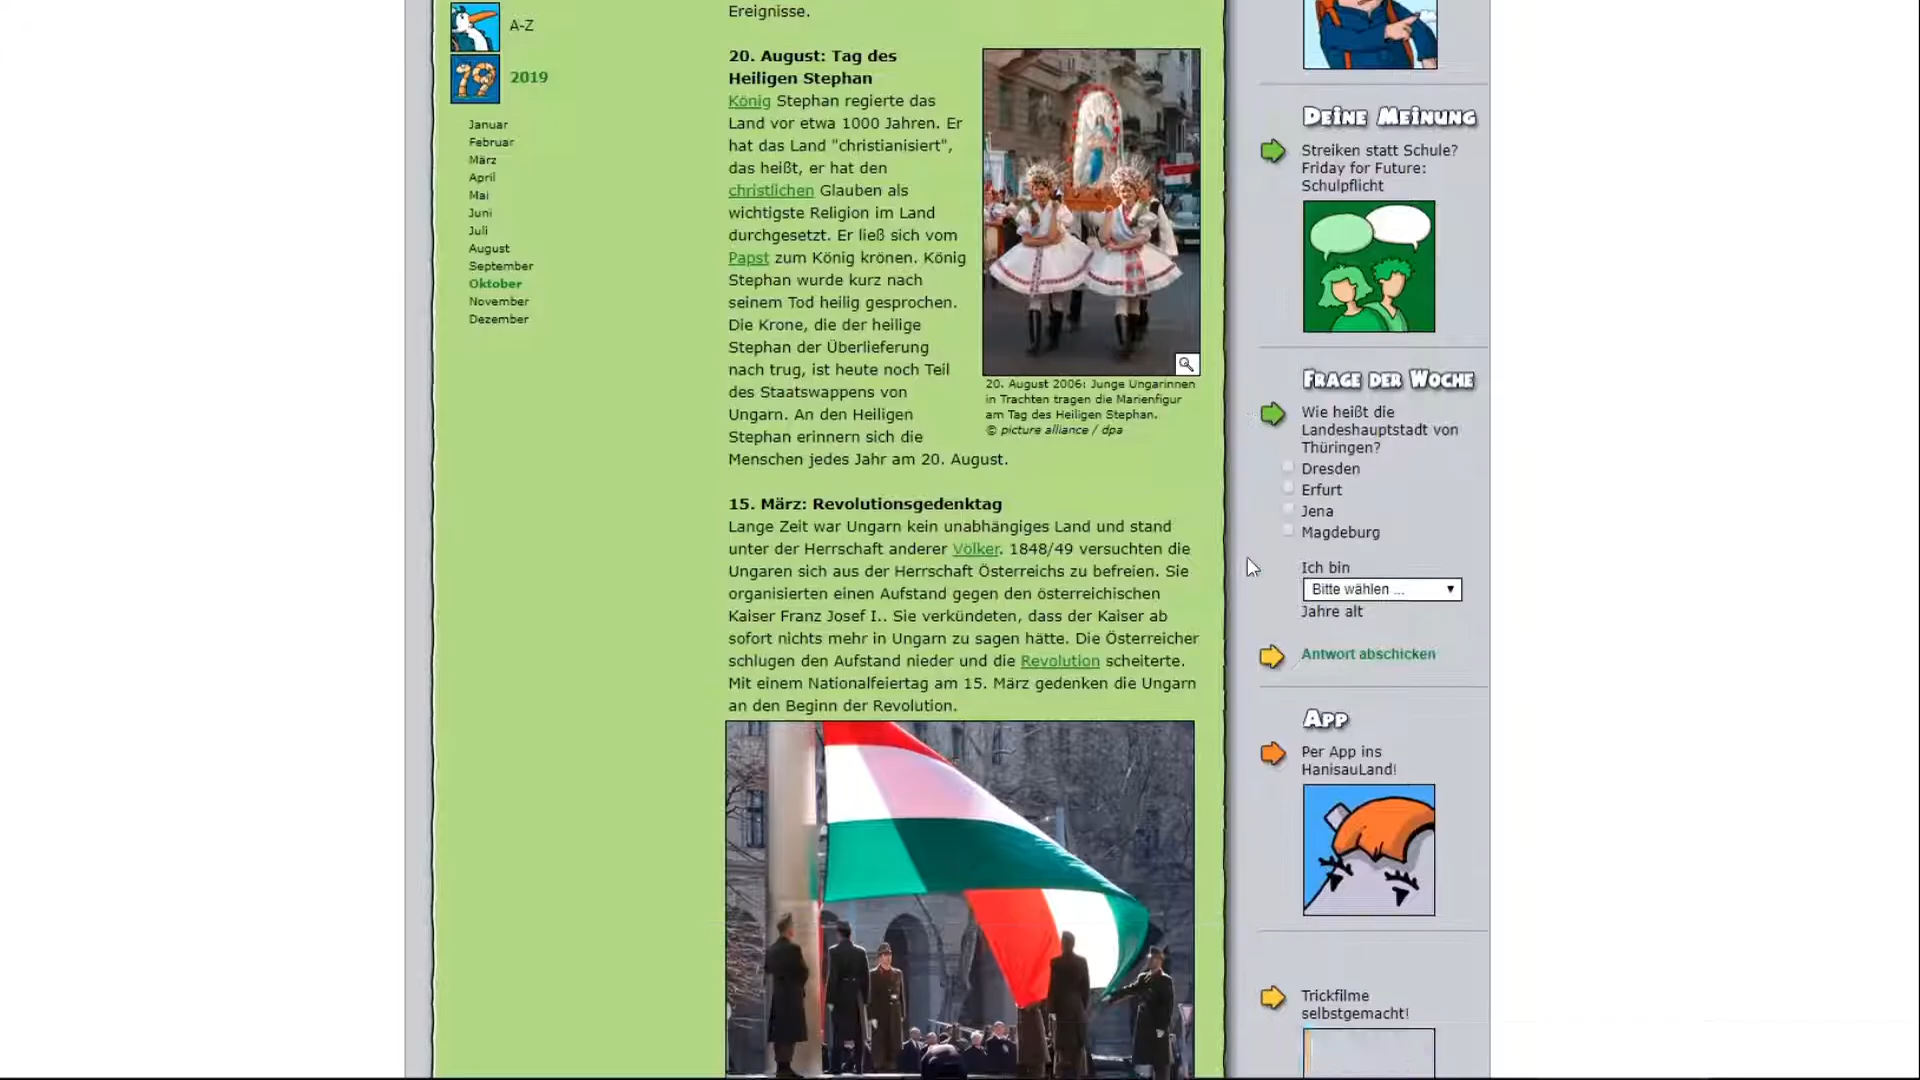 A-Z
2019
Januar
Februar
März
April
Mai
Juni
Juli
August
September
Oktober
November
Dezember
Ereignisse.
20. August: Tag des
Heiligen Stephan
König Stephan regierte das
Land vor etwa 1000 Jahren. Er
hat das Land "christianisiert",
das heißt, er hat den
christlichen Glauben als
wichtigste Religion im Land
durchgesetzt. Er ließ sich vom
Papst zum König krönen. König
Stephan wurde kurz nach
seinem Tod heilig gesprochen.
Die Krone, die der heilige
Stephan der Überlieferung
nach trug, ist heute noch Teil
des Staatswappens von
Ungarn. An den Heiligen
Stephan erinnern sich die
Menschen jedes Jahr am 20. August.
20. August 2006: Junge Ungarinnen
in Trachten tragen die Marienfigur
am Tag des Heiligen Stephan.
© picture alliance / dpa
15. März: Revolutionsgedenktag
Lange Zeit war Ungarn kein unabhängiges Land und stand
unter der Herrschaft anderer Völker. 1848/49 versuchten die
Ungaren sich aus der Herrschaft Österreichs zu befreien. Sie
organisierten einen Aufstand gegen den österreichischen
Kaiser Franz Josef I.. Sie verkündeten, dass der Kaiser ab
sofort nichts mehr in Ungarn zu sagen hätte. Die Österreicher
schlugen den Aufstand nieder und die Revolution scheiterte.
Mit einem Nationalfeiertag am 15. März gedenken die Ungarn
an den Beginn der Revolution.
Deine Meinung
Streiken statt Schule?
Friday for Future:
Schulpflicht
Frage der Woche
Wie heißt die
Landeshauptstadt von
Thüringen?
Dresden
Erfurt
Jena
Magdeburg
Ich bin
Bitte wählen ...
Jahre alt
Antwort abschicken
App
Per App ins
HanisauLand!
Trickfilme
selbstgemacht!